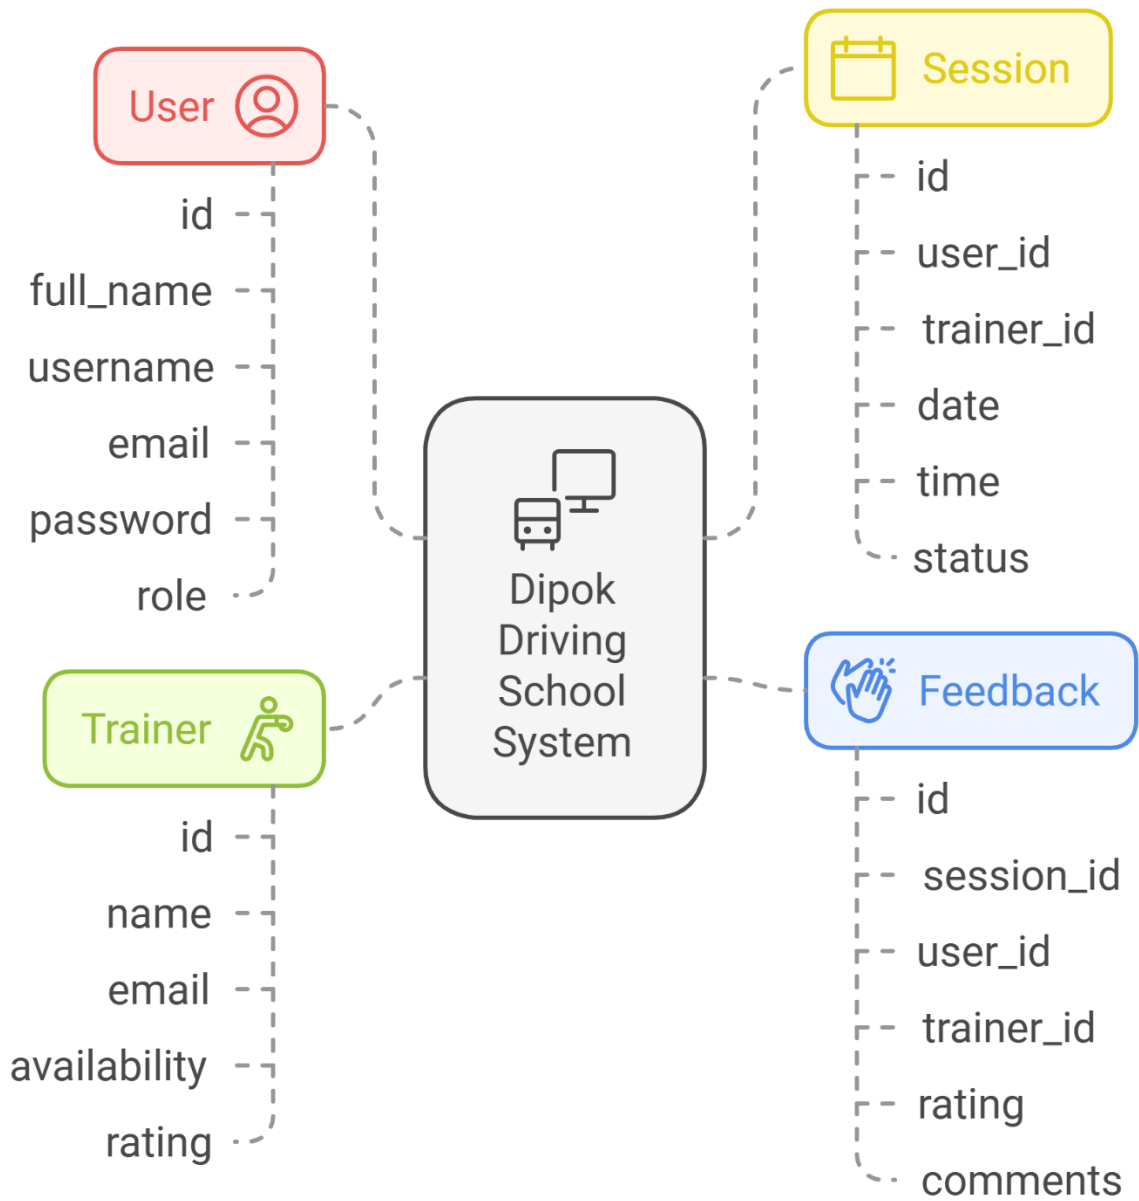 User
id
full_name
username
email
password
role
Trainer
id
name
email
availability
rating
Dipok
Driving
School
System
Session
id
user_id
trainer_id
date
time
status
Feedback
id
session_id
user_id
trainer_id
rating
comments